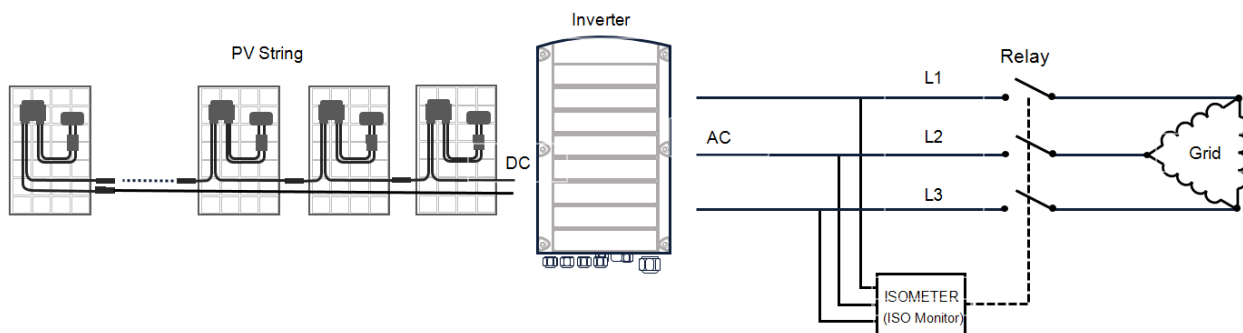 Inverter
PV String
Relay
L1
AC
L2
DC
Grid
L3
ISOMETER
(ISO Monitor)